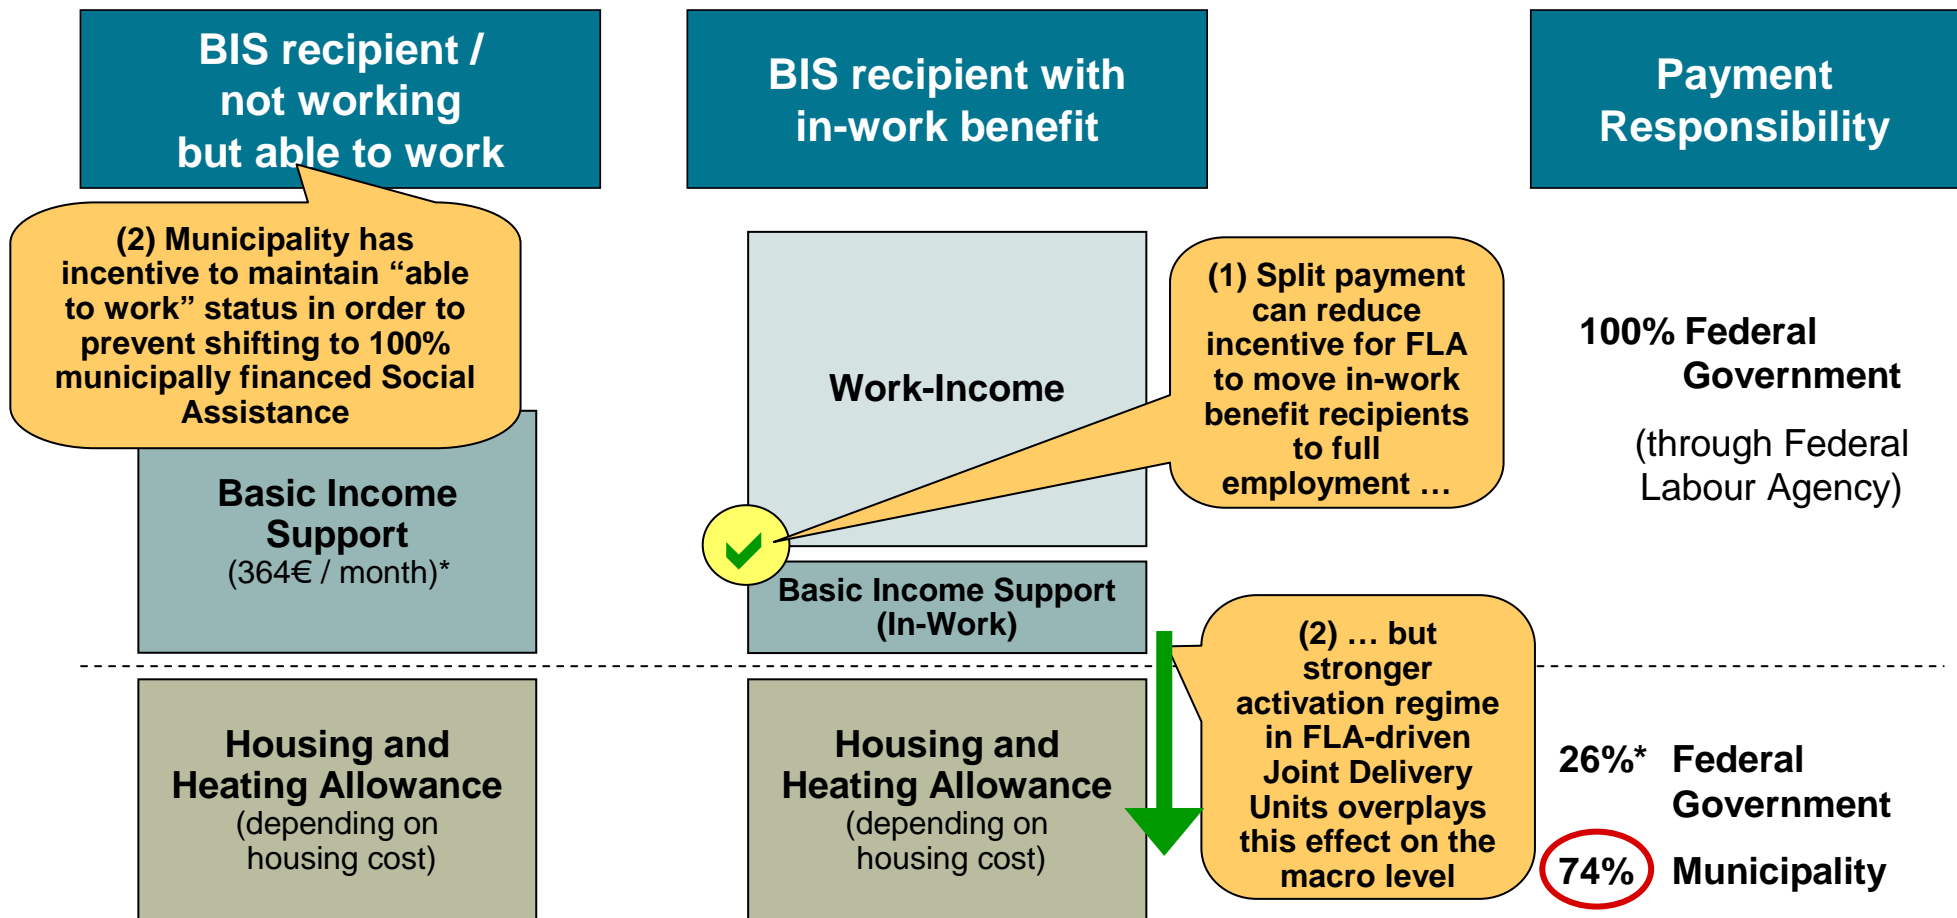 BIS recipient /
not working
but able to work
BIS recipient with
in-work benefit
Payment
Responsibility
(2) Municipality has
incentive to maintain “able
to work” status in order to
prevent shifting to 100%
municipally financed Social
Assistance
Basic Income
Support
(364€ / month)*
Work-Income
(1) Split payment
can reduce
incentive for FLA
to move in-work
benefit recipients
to full
employment …
100% Federal
Government
(through Federal
Labour Agency)
Basic Income Support
(In-Work)
(2) … but
stronger
activation regime
in FLA-driven
Joint Delivery
Units overplays
this effect on the
macro level
Housing and
Heating Allowance
(depending on
housing cost)
Housing and
Heating Allowance
(depending on
housing cost)
26%* Federal
Government
74% Municipality